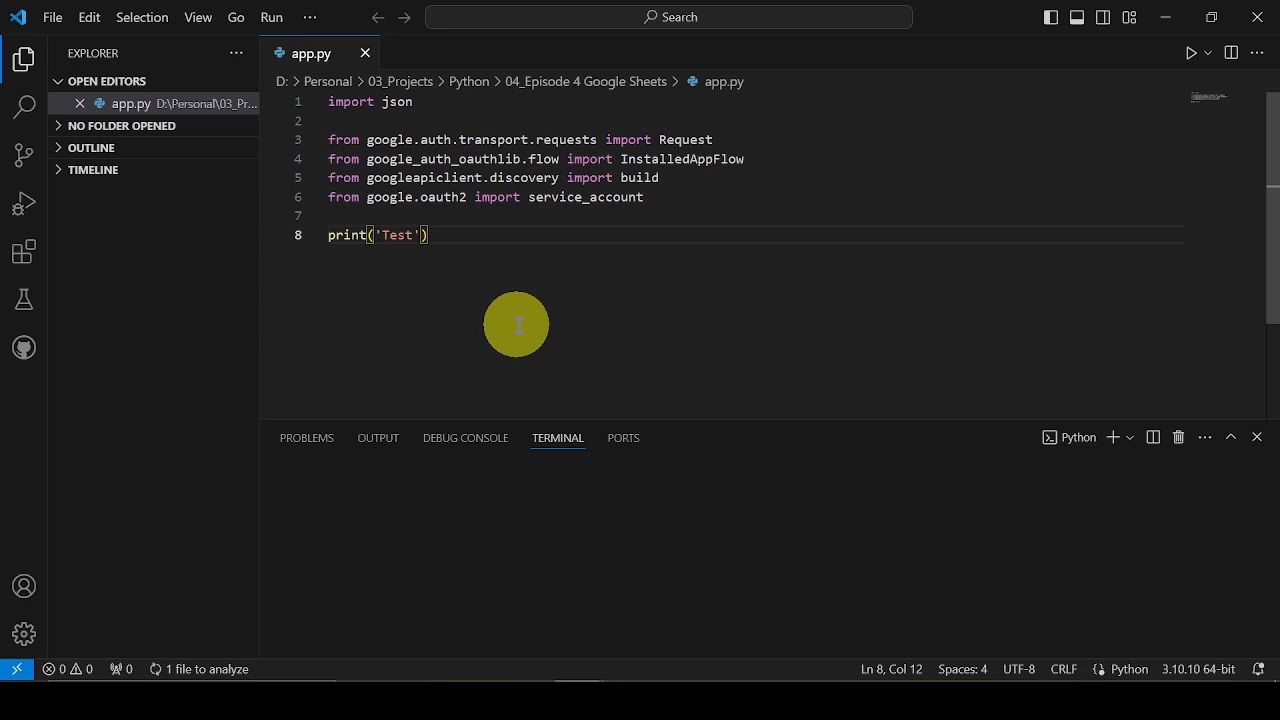 File Edit Selection View Go Run ··· Search
EXPLORER ···
OPEN EDITORS
app.py D:\Personal\03_Pr...
NO FOLDER OPENED
OUTLINE
TIMELINE
app.py
D: > Personal > 03_Projects > Python > 04_Episode 4 Google Sheets > app.py
1 import json
2
3 from google.auth.transport.requests import Request
4 from google_auth_oauthlib.flow import InstalledAppFlow
5 from googleapiclient.discovery import build
6 from google.oauth2 import service_account
7
8 print('Test')
PROBLEMS OUTPUT DEBUG CONSOLE TERMINAL PORTS Python
0 0 0 1 file to analyze Ln 8, Col 12 Spaces: 4 UTF-8 CRLF Python 3.10.10 64-bit